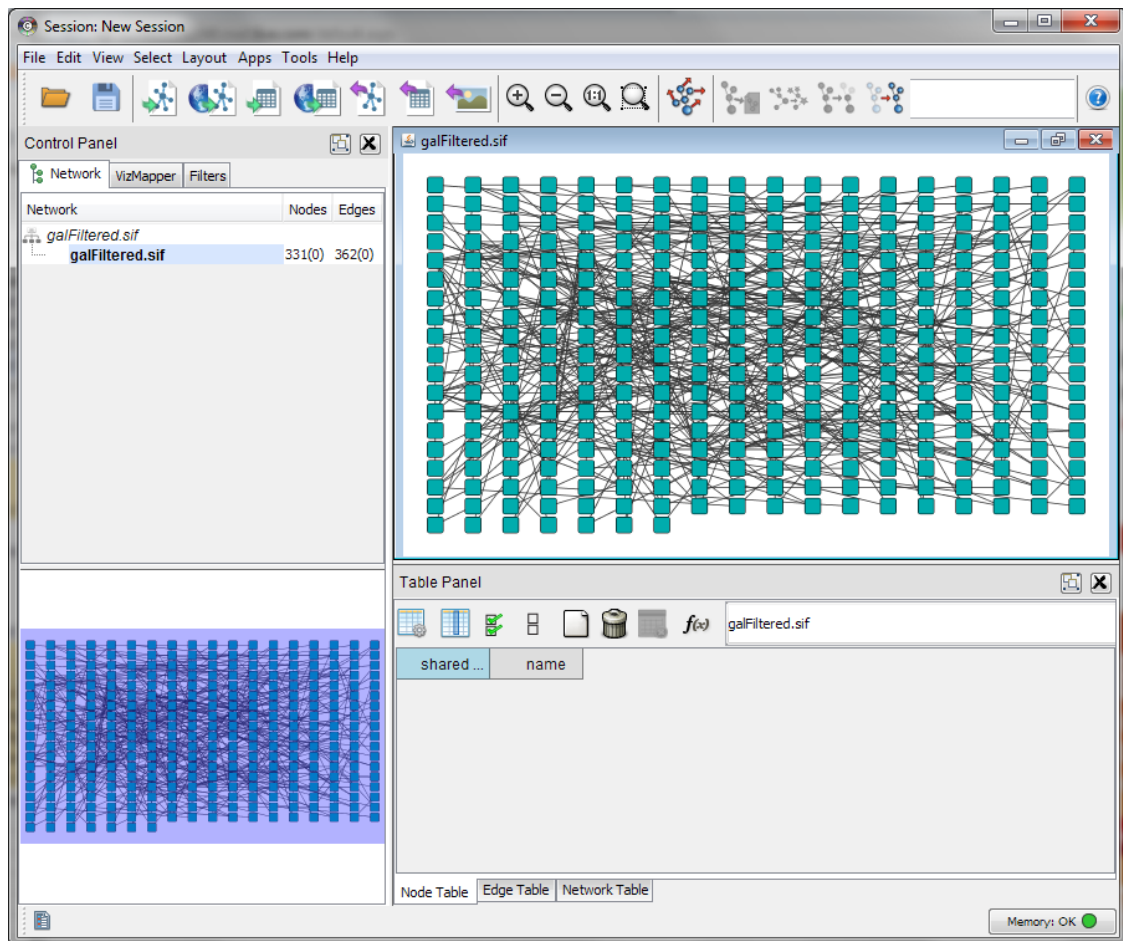 Session: New Session
File Edit View Select Layout Apps Tools Help
1:1
Control Panel
Network VizMapper Filters
Network Nodes Edges
galFiltered.sif
galFiltered.sif 331(0) 362(0)
galFiltered.sif
Table Panel
f(x) galFiltered.sif
shared ... name
Node Table Edge Table Network Table
Memory: OK